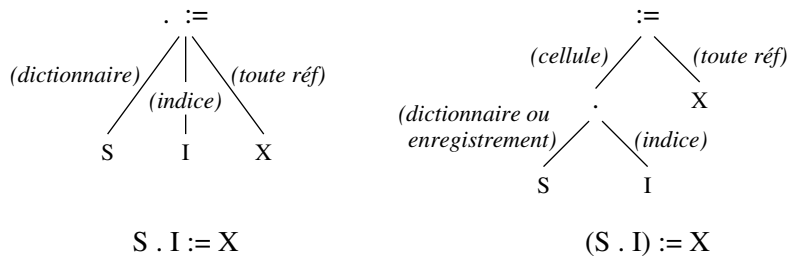 . :=
(dictionnaire)
(indice)
(toute réf)
S I X
S . I := X
:=
(cellule)
(toute réf)
.
X
(dictionnaire ou
enregistrement)
(indice)
S I
(S . I) := X